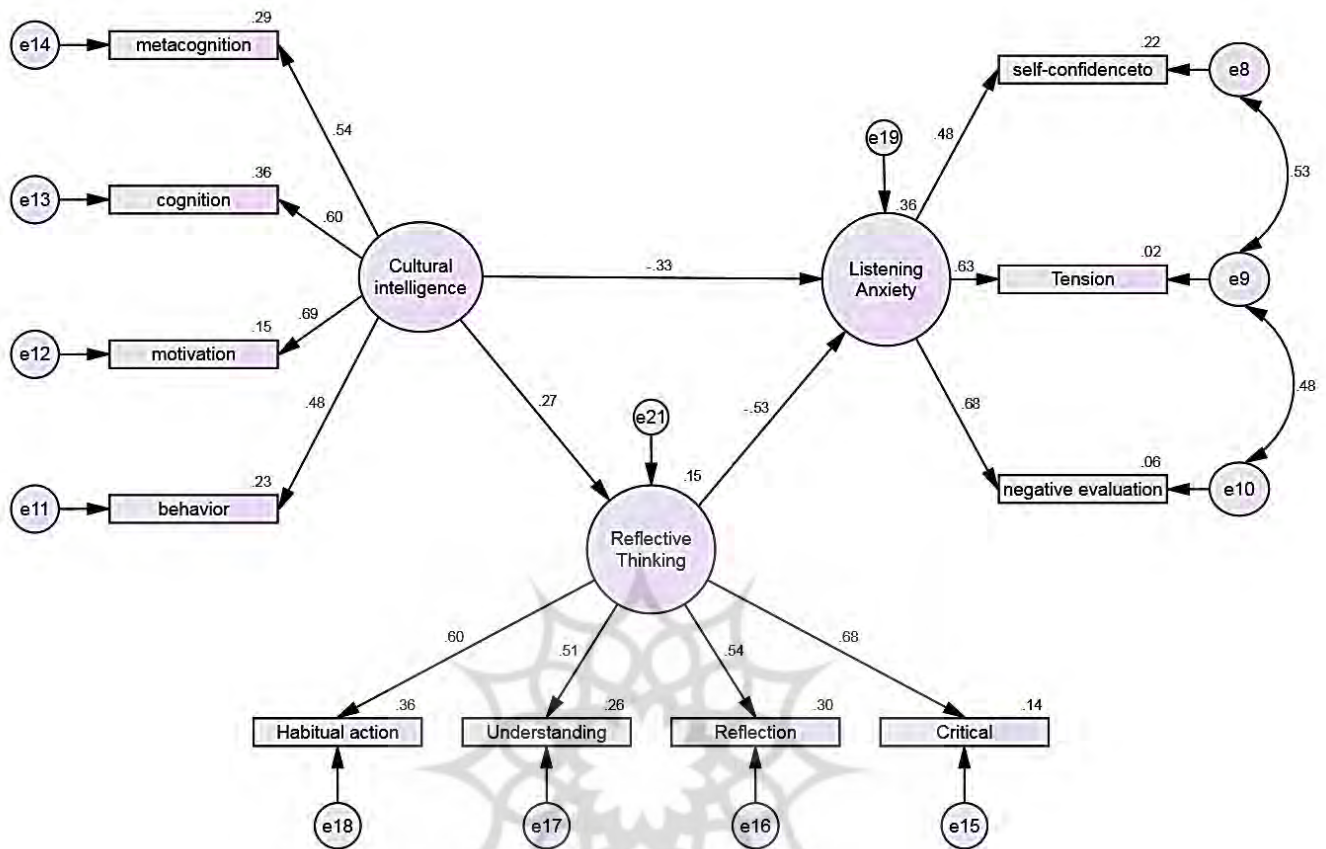 .29
e14
metacognition
.54
.36
e13
cognition
.60
.15
e12
motivation
.69
.23
e11
behavior
.48
Cultural
intelligence
-.33
.27
e19
.36
Listening
Anxiety
.48
.22
self-confidenceto
e8
.53
.63
.02
Tension
e9
.48
.68
.06
negative evaluation
e10
e21
-.53
.15
Reflective
Thinking
.60
.51
.54
.68
.36
Habitual action
.26
Understanding
.30
Reflection
.14
Critical
e18
e17
e16
e15